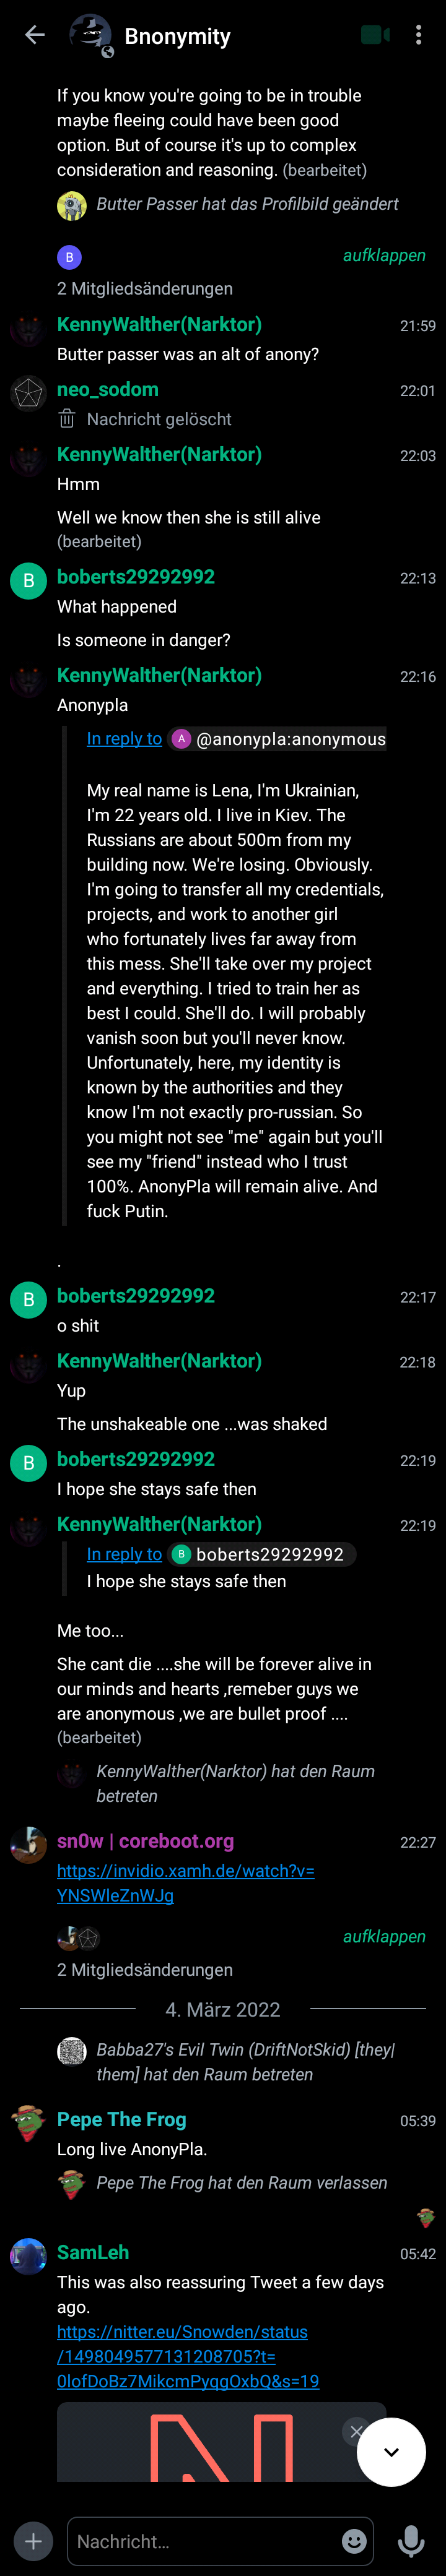 Bnonymity
If you know you're going to be in trouble
maybe fleeing could have been good
option. But of course it's up to complex
consideration and reasoning. (bearbeitet)
Butter Passer hat das Profilbild geändert
B
aufklappen
2 Mitgliedsänderungen
KennyWalther(Narktor) 21:59
Butter passer was an alt of anony?
neo_sodom 22:01
Nachricht gelöscht
KennyWalther(Narktor) 22:03
Hmm
Well we know then she is still alive
(bearbeitet)
B boberts29292992 22:13
What happened
Is someone in danger?
KennyWalther(Narktor) 22:16
Anonypla
In reply to A @anonypla:anonymous
My real name is Lena, I'm Ukrainian,
I'm 22 years old. I live in Kiev. The
Russians are about 500m from my
building now. We're losing. Obviously.
I'm going to transfer all my credentials,
projects, and work to another girl
who fortunately lives far away from
this mess. She'll take over my project
and everything. I tried to train her as
best I could. She'll do. I will probably
vanish soon but you'll never know.
Unfortunately, here, my identity is
known by the authorities and they
know I'm not exactly pro-russian. So
you might not see "me" again but you'll
see my "friend" instead who I trust
100%. AnonyPla will remain alive. And
fuck Putin.
.
B boberts29292992 22:17
o shit
KennyWalther(Narktor) 22:18
Yup
The unshakeable one ...was shaked
B boberts29292992 22:19
I hope she stays safe then
KennyWalther(Narktor) 22:19
In reply to B boberts29292992
I hope she stays safe then
Me too...
She cant die ....she will be forever alive in
our minds and hearts ,remeber guys we
are anonymous ,we are bullet proof ....
(bearbeitet)
KennyWalther(Narktor) hat den Raum
betreten
sn0w | coreboot.org 22:27
https://invidio.xamh.de/watch?v=
YNSWleZnWJg
aufklappen
2 Mitgliedsänderungen
4. März 2022
Babba27's Evil Twin (DriftNotSkid) [they|
them] hat den Raum betreten
Pepe The Frog 05:39
Long live AnonyPla.
Pepe The Frog hat den Raum verlassen
SamLeh 05:42
This was also reassuring Tweet a few days
ago.
https://nitter.eu/Snowden/status
/1498049577131208705?t=
0lofDoBz7MikcmPyqgOxbQ&s=19
N
Nachricht...